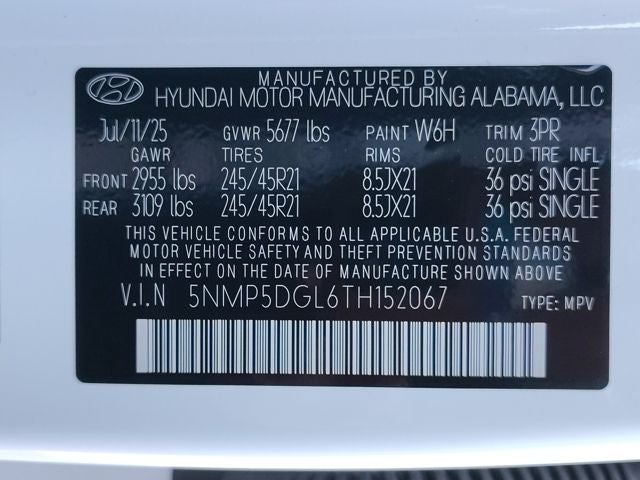 MANUFACTURED BY
HYUNDAI MOTOR MANUFACTURING ALABAMA, LLC
Jul/11/25 GVWR 5677 lbs PAINT W6H TRIM 3PR
GAWR TIRES RIMS COLD TIRE INFL
FRONT 2955 lbs 245/45R21 8.5JX21 36 psi SINGLE
REAR 3109 lbs 245/45R21 8.5JX21 36 psi SINGLE
THIS VEHICLE CONFORMS TO ALL APPLICABLE U.S.A. FEDERAL
MOTOR VEHICLE SAFETY AND THEFT PREVENTION STANDARDS
IN EFFECT ON THE DATE OF MANUFACTURE SHOWN ABOVE
V.I.N 5NMP5DGL6TH152067 TYPE: MPV